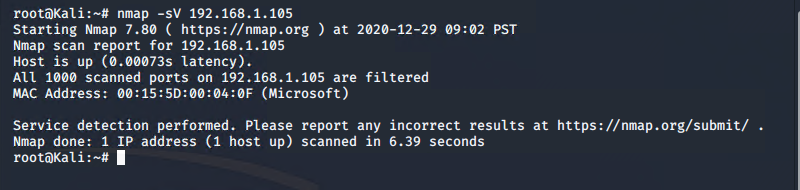 root@Kali:~# nmap -sV 192.168.1.105
Starting Nmap 7.80 ( https://nmap.org ) at 2020-12-29 09:02 PST
Nmap scan report for 192.168.1.105
Host is up (0.00073s latency).
All 1000 scanned ports on 192.168.1.105 are filtered
MAC Address: 00:15:5D:00:04:0F (Microsoft)
Service detection performed. Please report any incorrect results at https://nmap.org/submit/ .
Nmap done: 1 IP address (1 host up) scanned in 6.39 seconds
root@Kali:~#